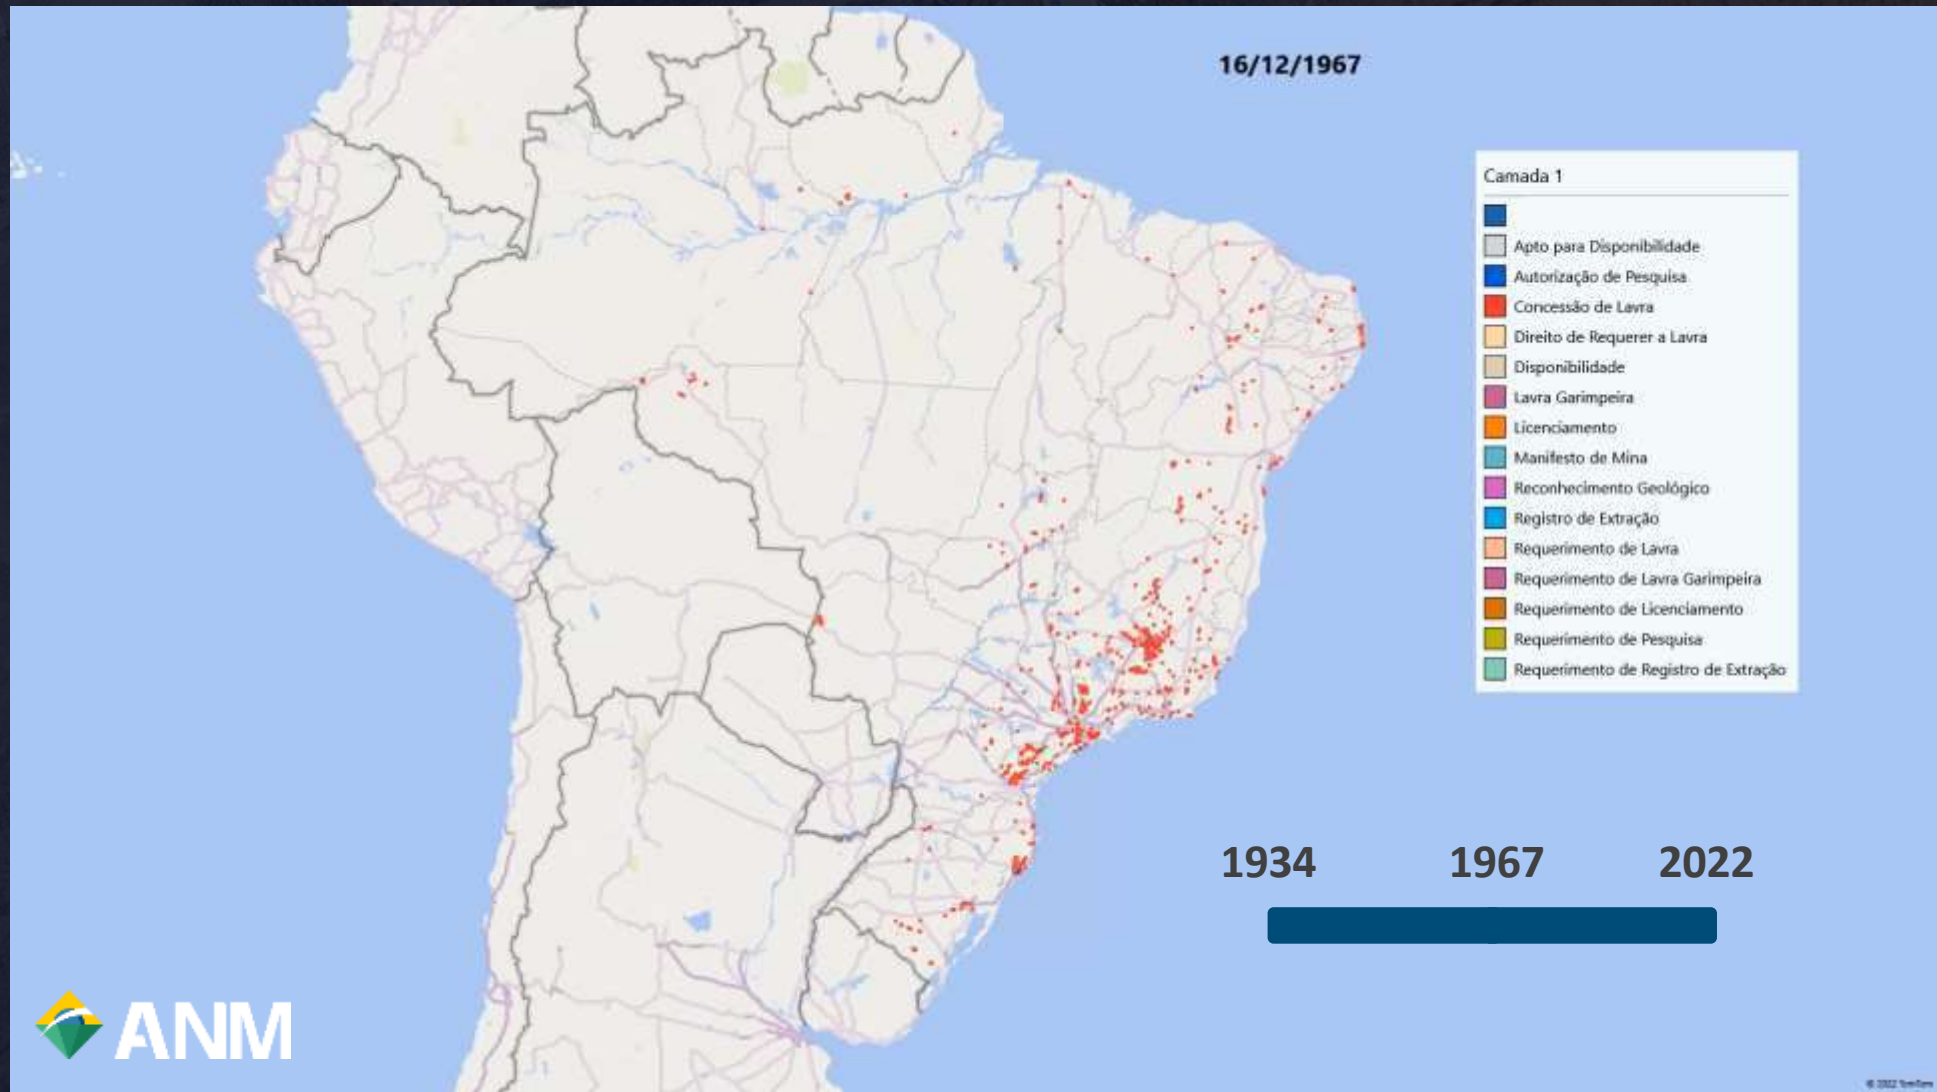 16/12/1967
Camada 1
Apto para Disponibilidade
Autorização de Pesquisa
Concessão de Lavra
Direito de Requerer a Lavra
Disponibilidade
Lavra Garimpeira
Licenciamento
Manifesto de Mina
Reconhecimento Geológico
Registro de Extração
Requerimento de Lavra
Requerimento de Lavra Garimpeira
Requerimento de Licenciamento
Requerimento de Pesquisa
Requerimento de Registro de Extração
1934 1967 2022
ANM
© 2022 TomTom